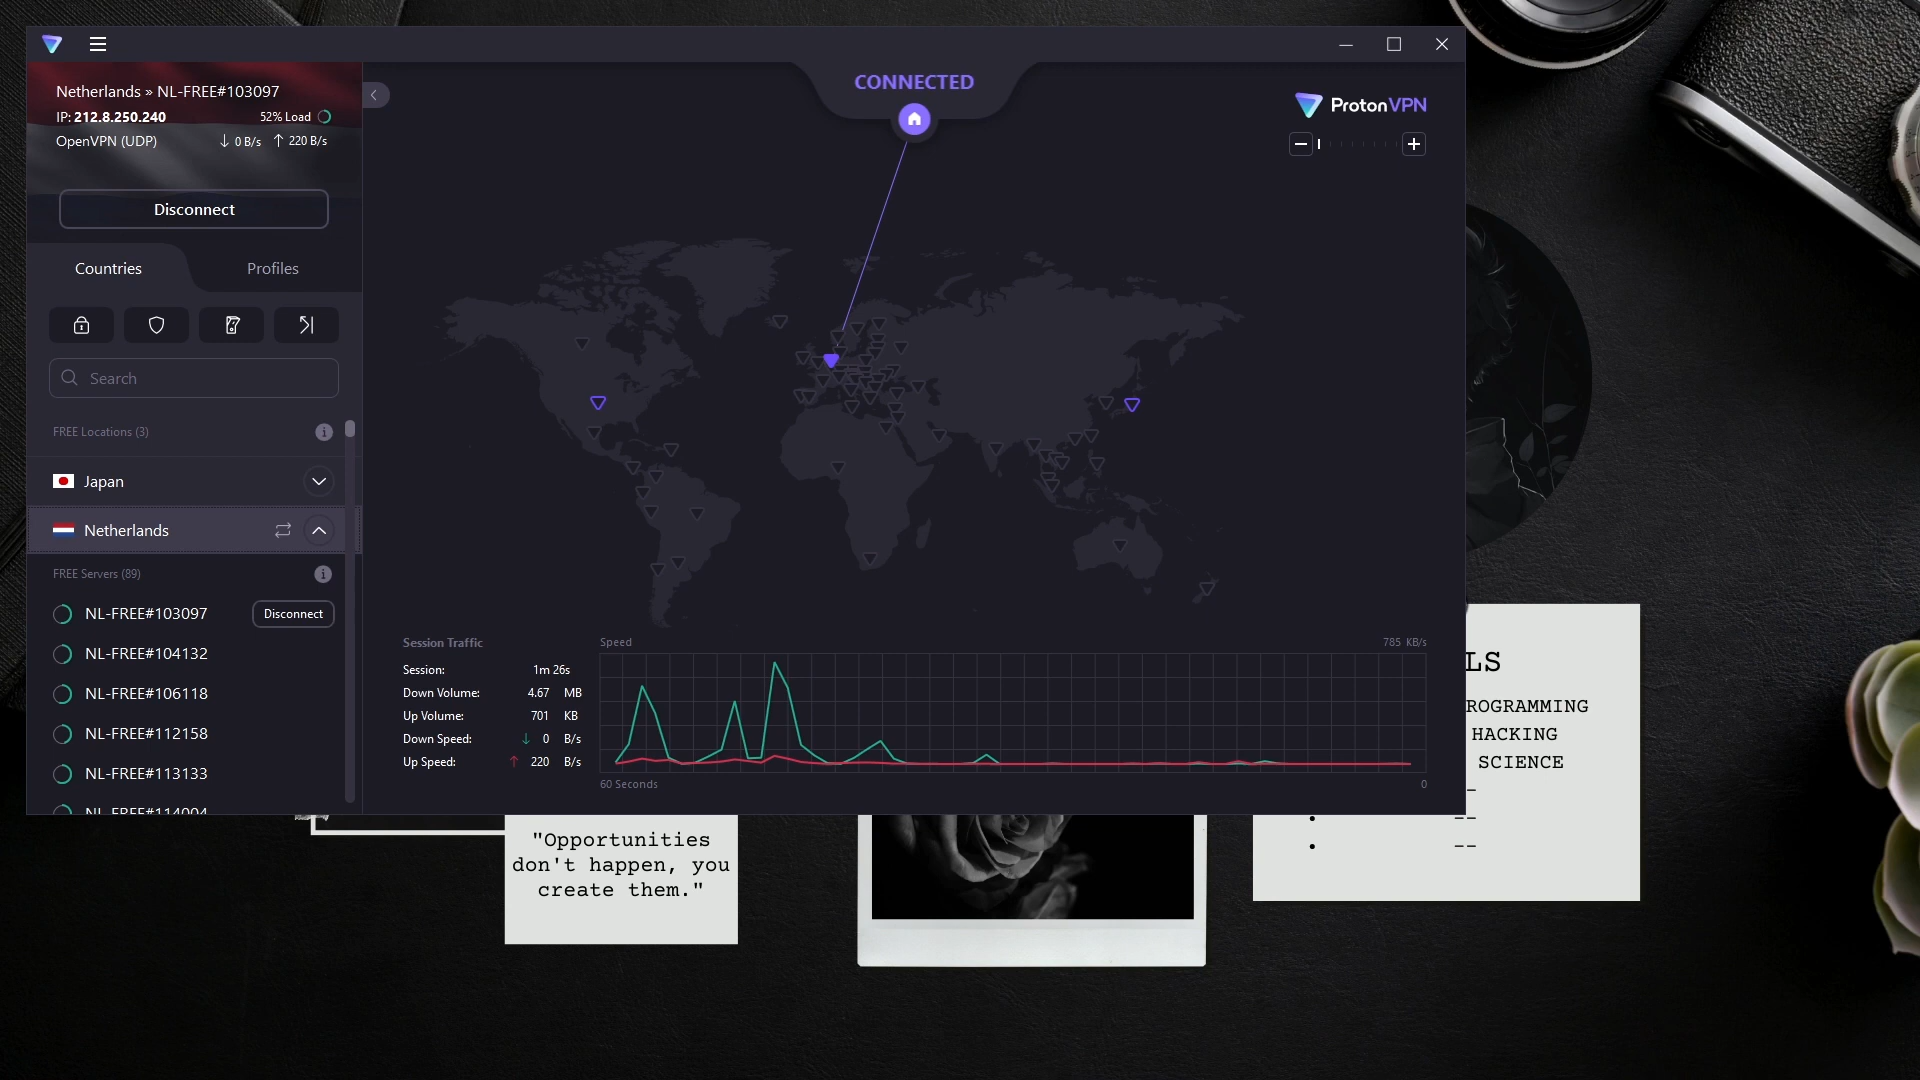 CONNECTED
ProtonVPN
Netherlands » NL-FREE#103097
IP: 212.8.250.240
52% Load
OpenVPN (UDP)
0 B/s
220 B/s
Disconnect
Countries
Profiles
Search
FREE Locations (3)
Japan
Netherlands
FREE Servers (89)
NL-FREE#103097
Disconnect
NL-FREE#104132
NL-FREE#106118
NL-FREE#112158
NL-FREE#113133
NL-FREE#114004
Session Traffic
Session: 1m 26s
Down Volume: 4.67 MB
Up Volume: 701 KB
Down Speed: ↓ 0 B/s
Up Speed: ↑ 220 B/s
Speed
785 KB/s
60 Seconds
0
LS
ROGRAMMING
HACKING
SCIENCE
--
• --
• --
"Opportunities
don't happen, you
create them."